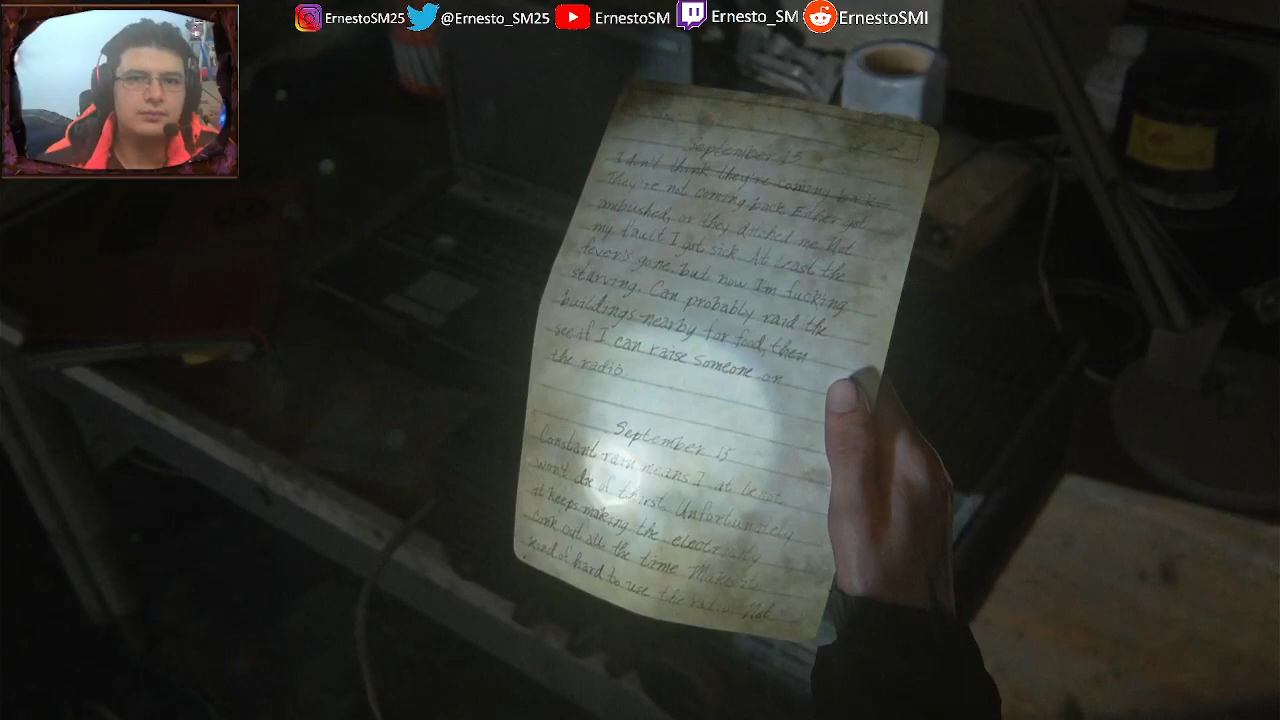 ErnestoSM25 @Ernesto_SM25 ErnestoSM Ernesto_SM ErnestoSMI
September 15
I don't think they're coming back
They're not coming back. Either got
ambushed, or they ditched me. Not
my fault I got sick. At least the
fever's gone, but now I'm fucking
starving. Can probably raid the
buildings nearby for food, then
see if I can raise someone on
the radio.
September 15
Constant rain means I at least
won't die of thirst. Unfortunately
it keeps making the electricity
conk out all the time. Makes it
kind of hard to use the radio. Not